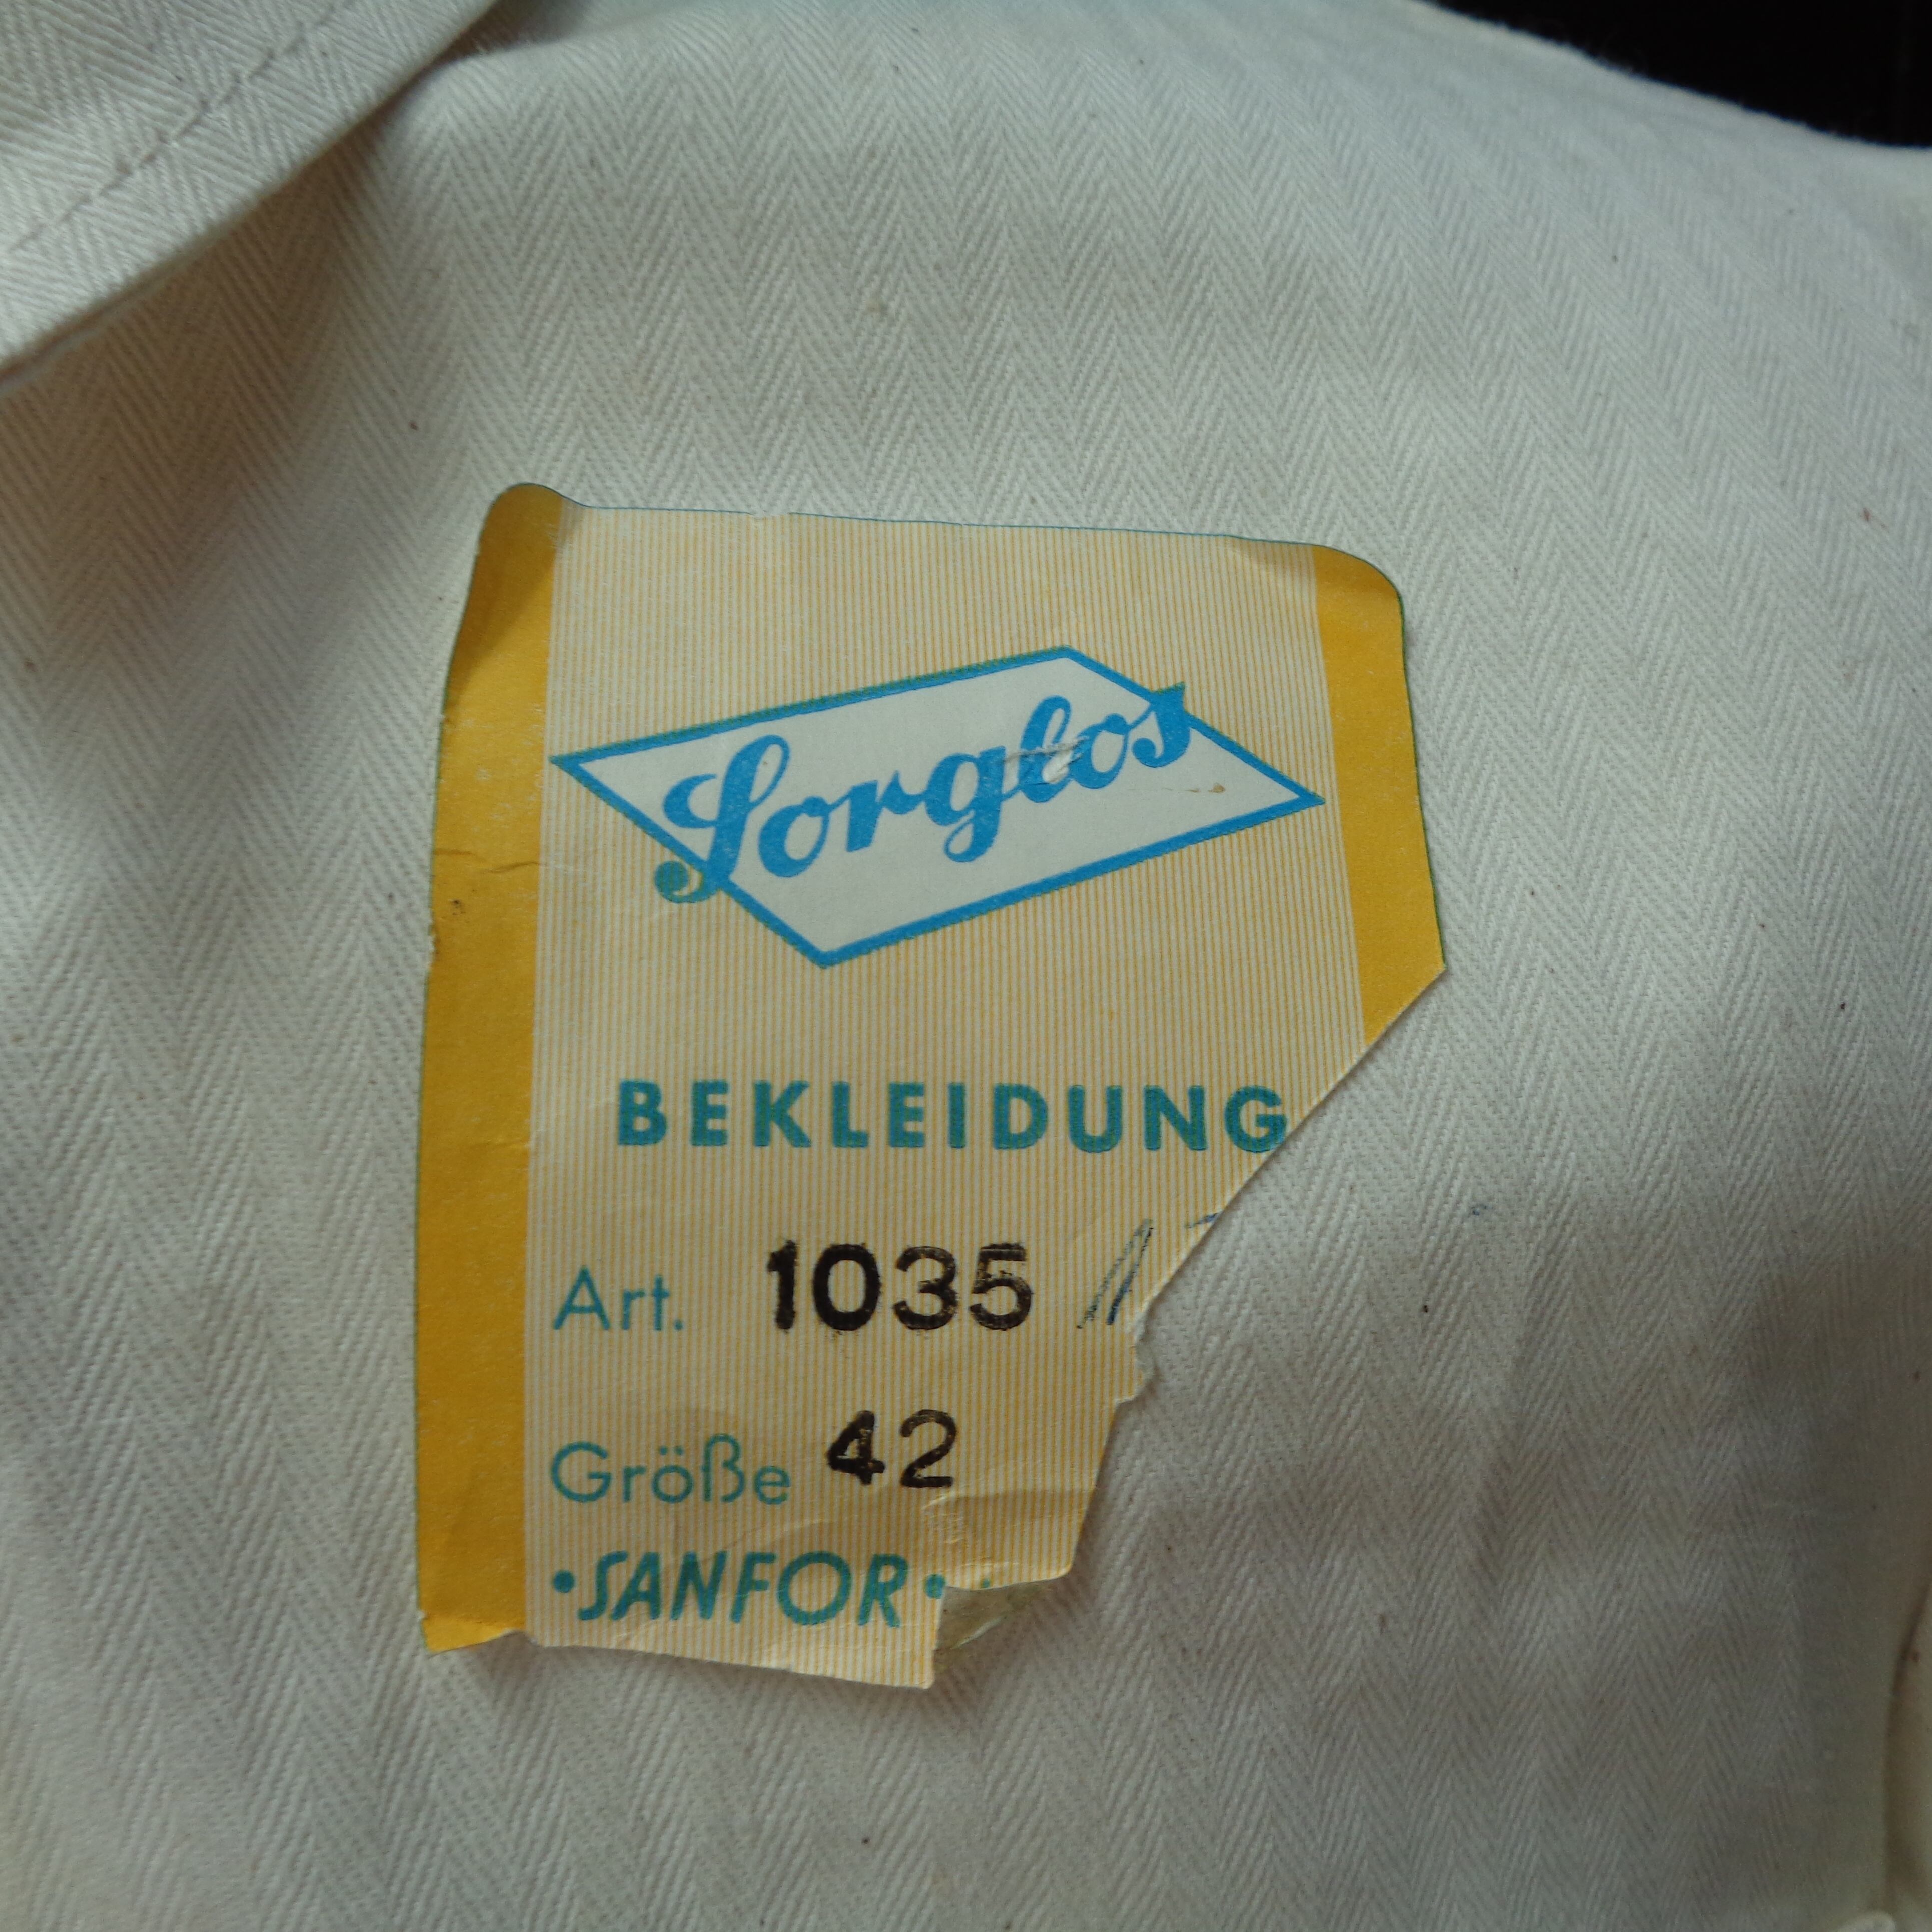 Sorglos
BEKLEIDUNG
Art. 1035
Größe 42
•SANFOR•